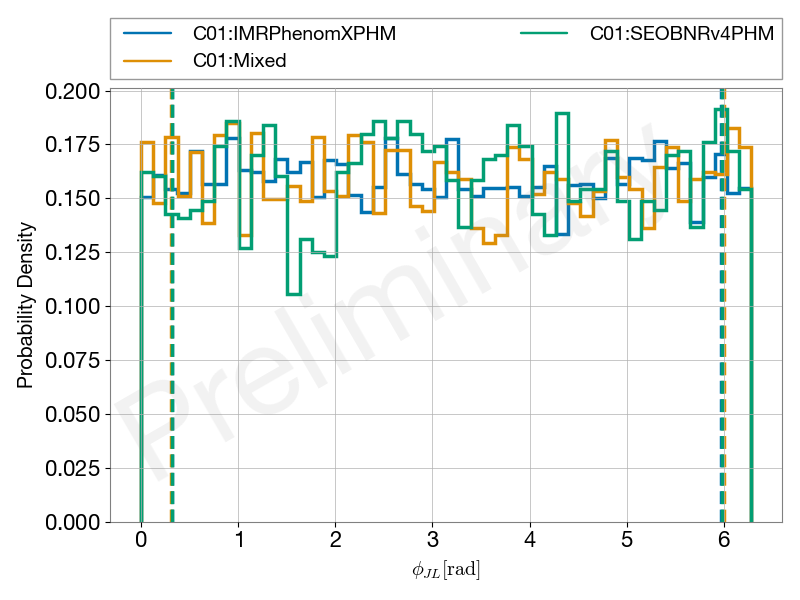 C01:IMRPhenomXPHM
C01:SEOBNRv4PHM
C01:Mixed
0.200
0.175
0.150
0.125
0.100
0.075
0.050
0.025
0.000
Probability Density
Preliminary
0 1 2 3 4 5 6
ϕ_JL [rad]